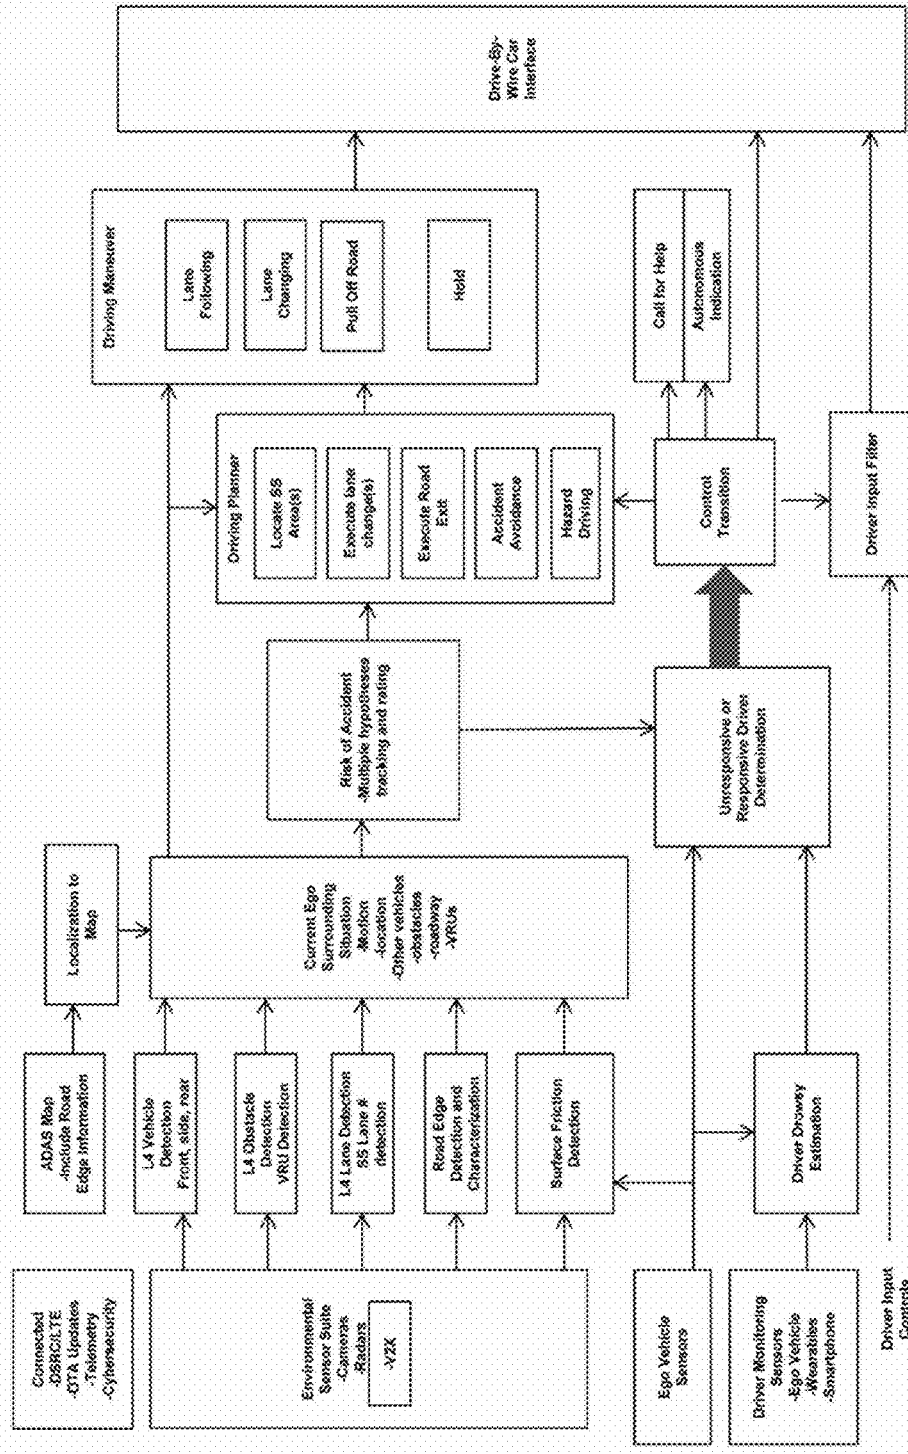 Connected
-DSRC/LTE
-OTA Updates
-Telemetry
-Cybersecurity
Environmental
Sensor Suite
-Cameras
-Radars
-V2X
Ego Vehicle
Sensors
Driver Monitoring
Sensors
-Ego Vehicle
-Wearables
-Smartphone
Driver Input
Controls
ADAS Map
-Include Road
Edge Information
L4 Vehicle
Detection
Front, side, rear
L4 Obstacle
Detection
VRU Detection
L4 Lane Detection
SS Lane #
detection
Road Edge
Detection and
Characterization
Surface Friction
Detection
Driver Drowsy
Estimation
Localization to
Map
Current Ego
Surrounding
Situation
-Motion
-location
-Other vehicles
-obstacles
-roadway
-VRUs
Risk of Accident
-Multiple hypotheses
tracking and rating
Unresponsive or
Responsive Driver
Determination
Driving Planner
Locate SS
Area(s)
Execute lane
change(s)
Execute Road
Exit
Accident
Avoidance
Hazard
Driving
Control
Transition
Driver Input Filter
Driving Maneuver
Lane
Following
Lane
Changing
Pull Off Road
Hold
Call for Help
Autonomous
Indication
Drive-By-
Wire Car
Interface